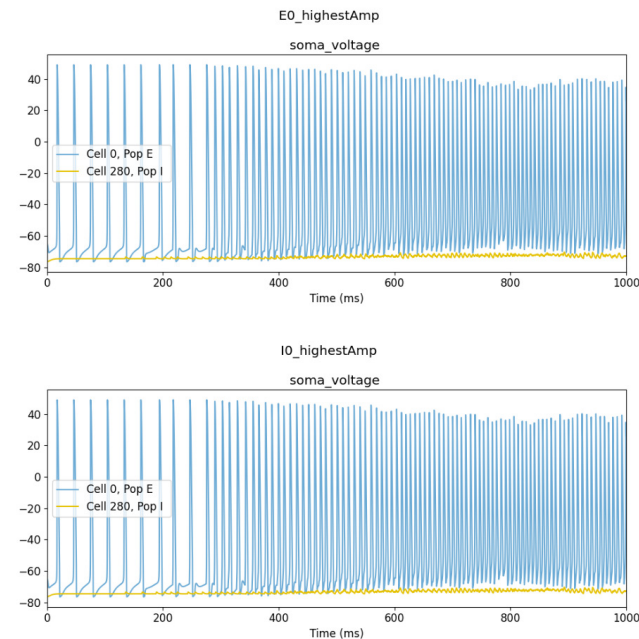 E0_highestAmp
soma_voltage
40
20
0
−20
−40
−60
−80
Cell 0, Pop E
Cell 280, Pop I
0 200 400 600 800 1000
Time (ms)
I0_highestAmp
soma_voltage
40
20
0
−20
−40
−60
−80
Cell 0, Pop E
Cell 280, Pop I
0 200 400 600 800 1000
Time (ms)